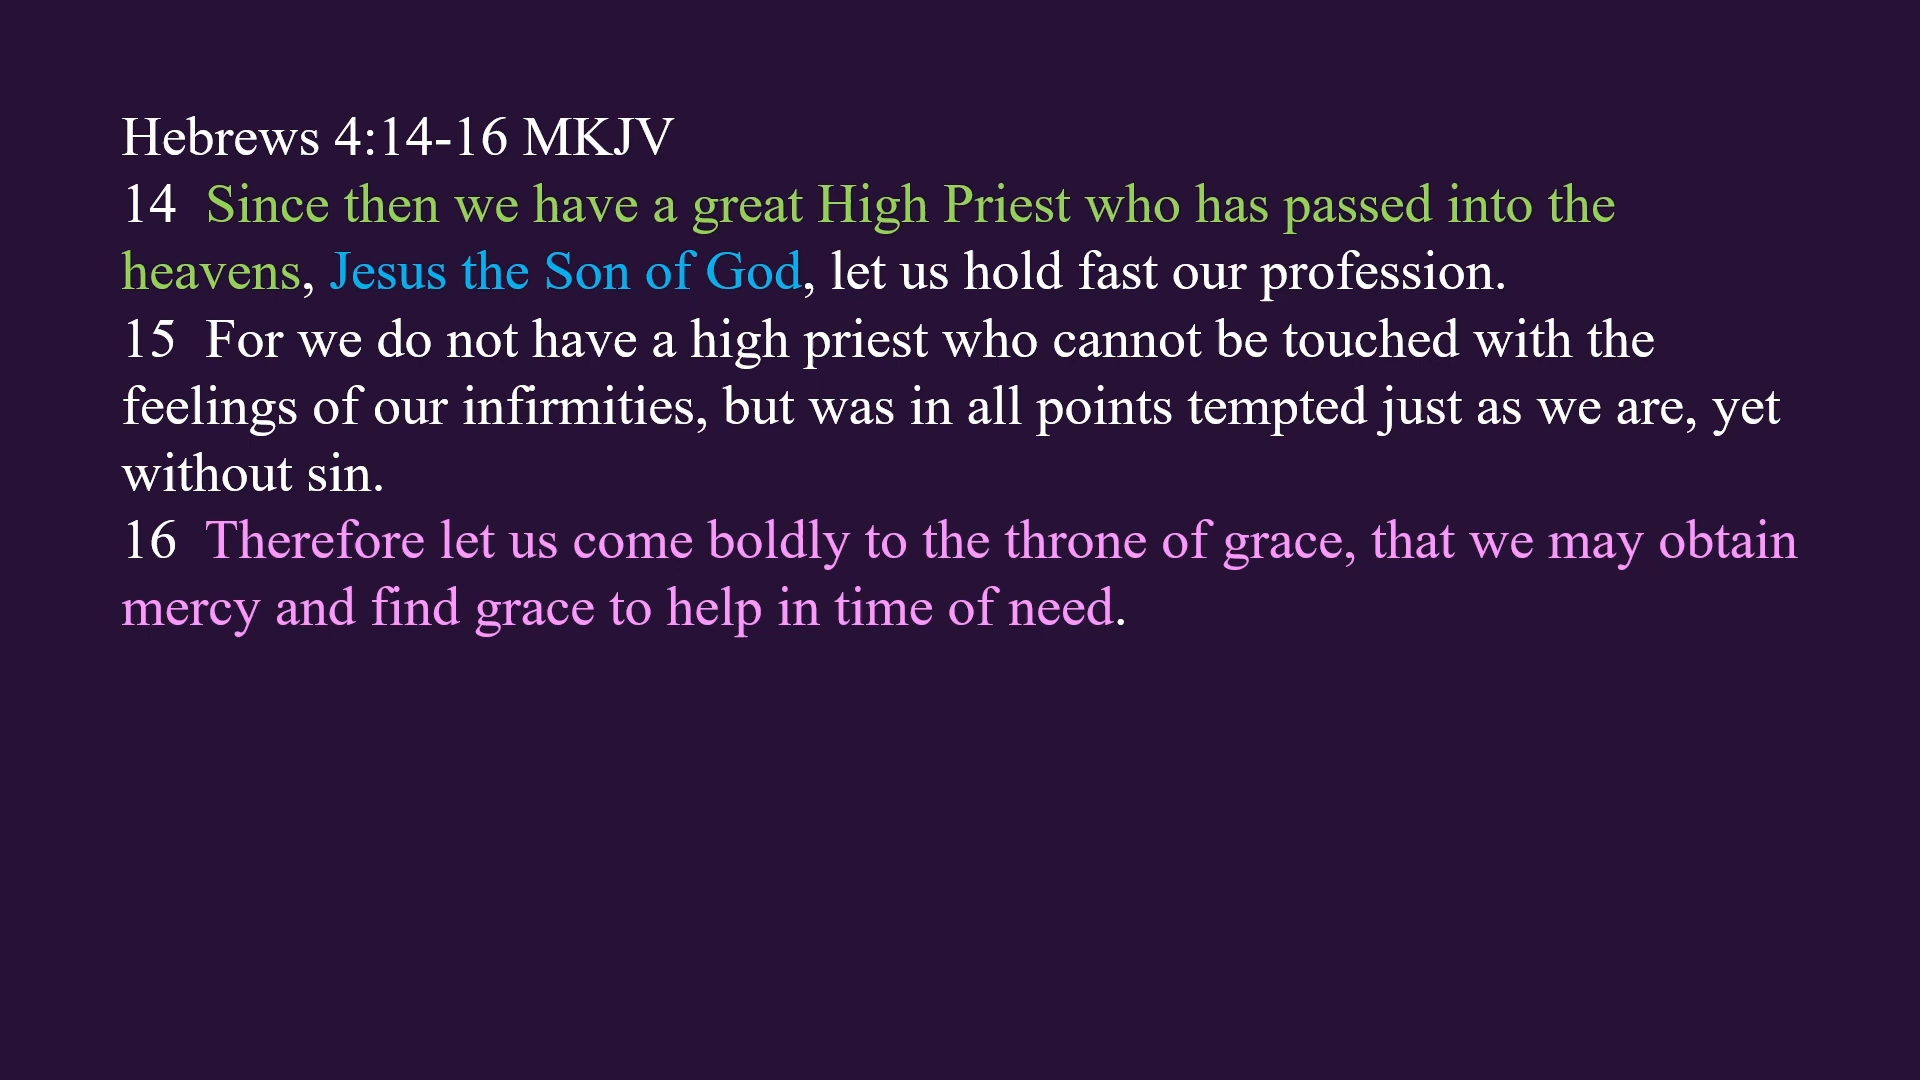 Hebrews 4:14-16 MKJV
14  Since then we have a great High Priest who has passed into the
heavens, Jesus the Son of God, let us hold fast our profession.
15  For we do not have a high priest who cannot be touched with the
feelings of our infirmities, but was in all points tempted just as we are, yet
without sin.
16  Therefore let us come boldly to the throne of grace, that we may obtain
mercy and find grace to help in time of need.